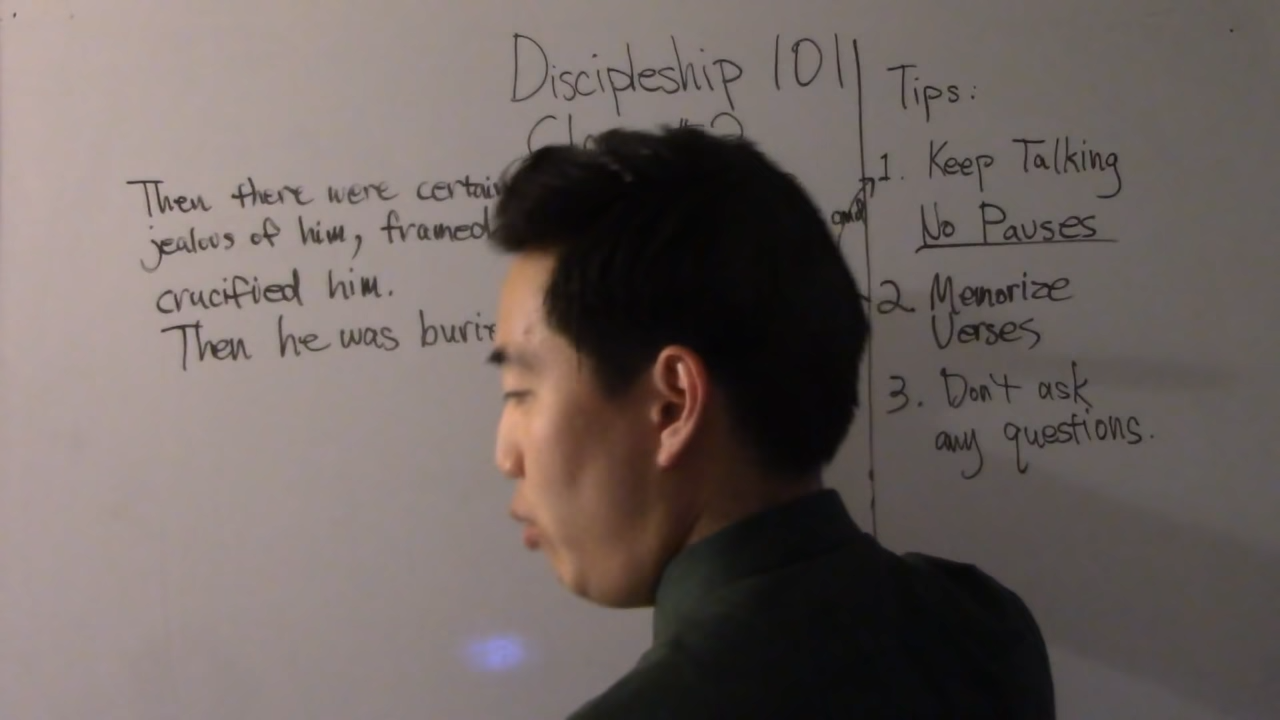 Discipleship 101
Then there were certain
jealous of him, framed
crucified him.
Then he was
Tips:
1. Keep Talking
and No Pauses
2. Memorize
Verses
3. Don't ask
any questions.